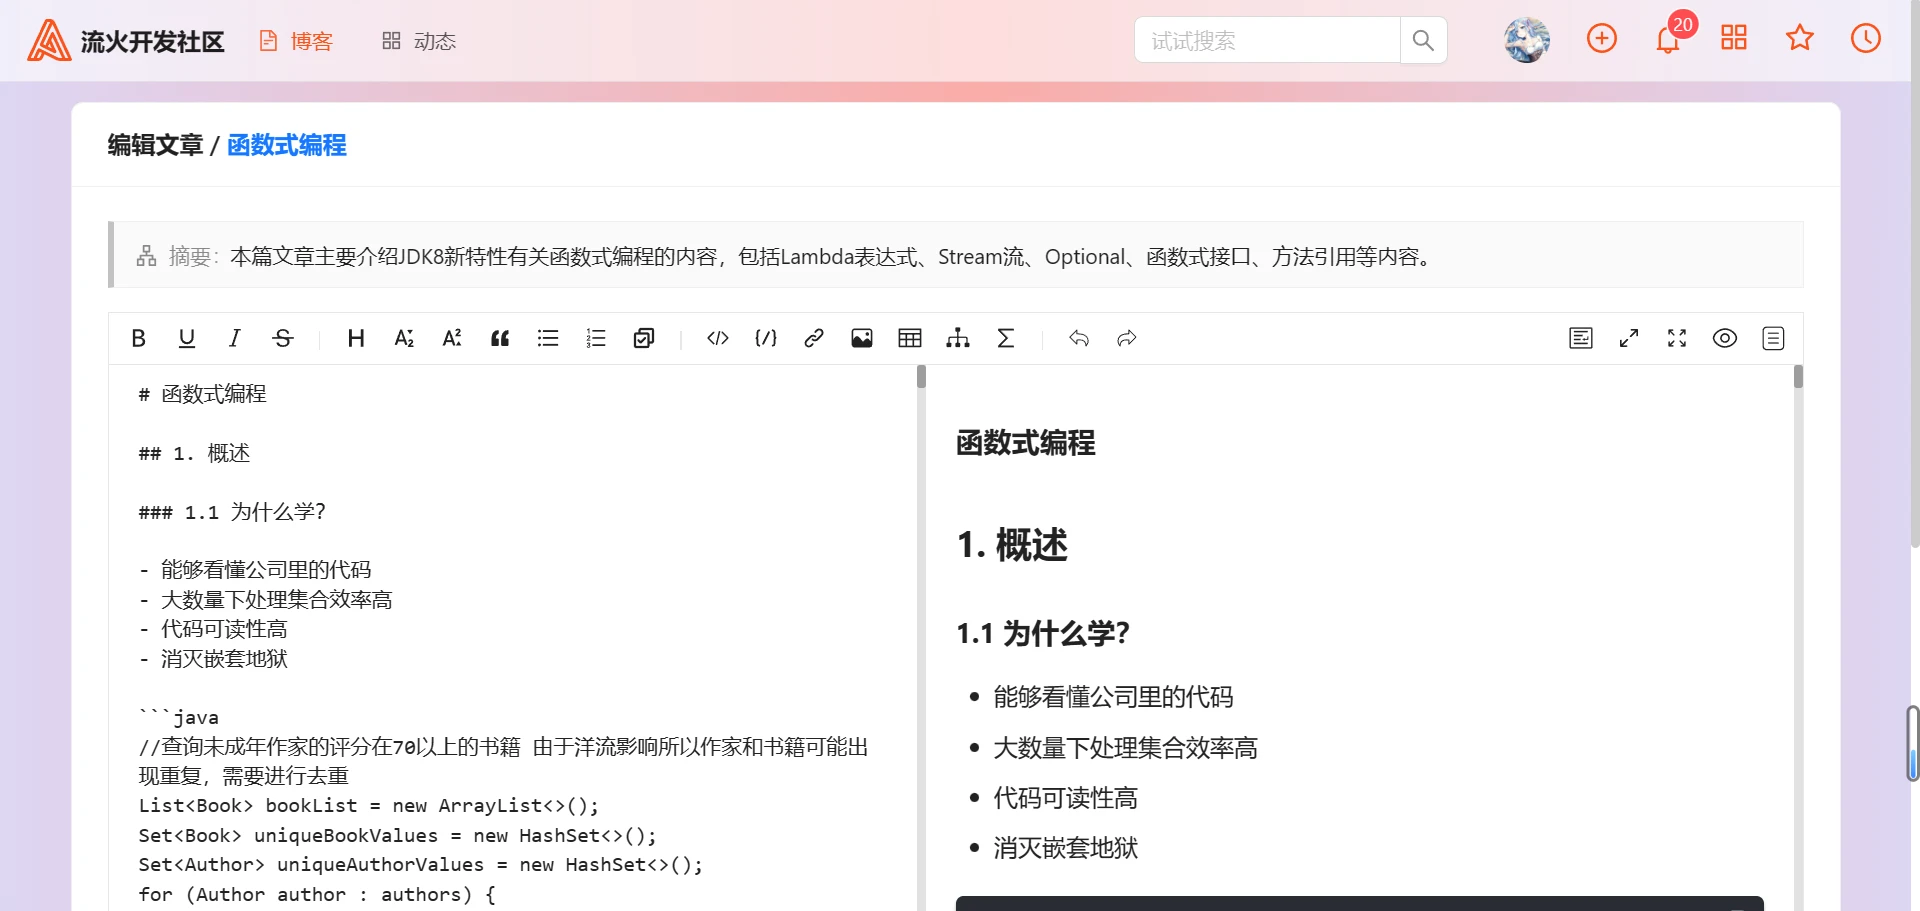 流火开发社区 博客 动态 试试搜索 20
编辑文章 / 函数式编程
摘要：本篇文章主要介绍JDK8新特性有关函数式编程的内容，包括Lambda表达式、Stream流、Optional、函数式接口、方法引用等内容。
# 函数式编程
## 1. 概述
### 1.1 为什么学?
- 能够看懂公司里的代码
- 大数量下处理集合效率高
- 代码可读性高
- 消灭嵌套地狱
```java
//查询未成年作家的评分在70以上的书籍 由于洋流影响所以作家和书籍可能出
现重复，需要进行去重
List<Book> bookList = new ArrayList<>();
Set<Book> uniqueBookValues = new HashSet<>();
Set<Author> uniqueAuthorValues = new HashSet<>();
for (Author author : authors) {
函数式编程
1. 概述
1.1 为什么学?
• 能够看懂公司里的代码
• 大数量下处理集合效率高
• 代码可读性高
• 消灭嵌套地狱